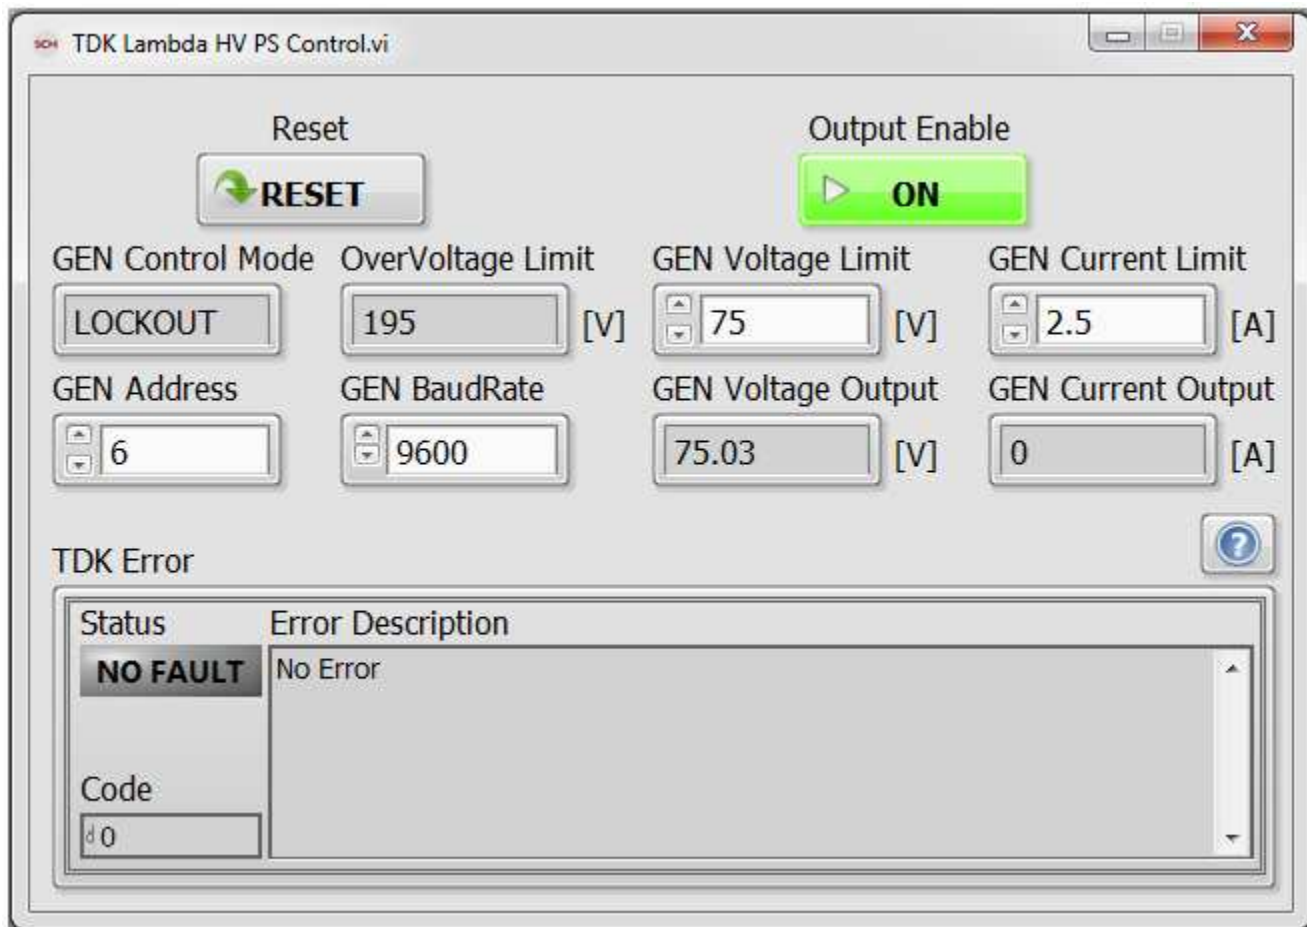 SCH TDK Lambda HV PS Control.vi
Reset Output Enable
RESET ON
GEN Control Mode OverVoltage Limit GEN Voltage Limit GEN Current Limit
LOCKOUT 195 [V] 75 [V] 2.5 [A]
GEN Address GEN BaudRate GEN Voltage Output GEN Current Output
6 9600 75.03 [V] 0 [A]
?
TDK Error
Status Error Description
NO FAULT No Error
Code
d 0